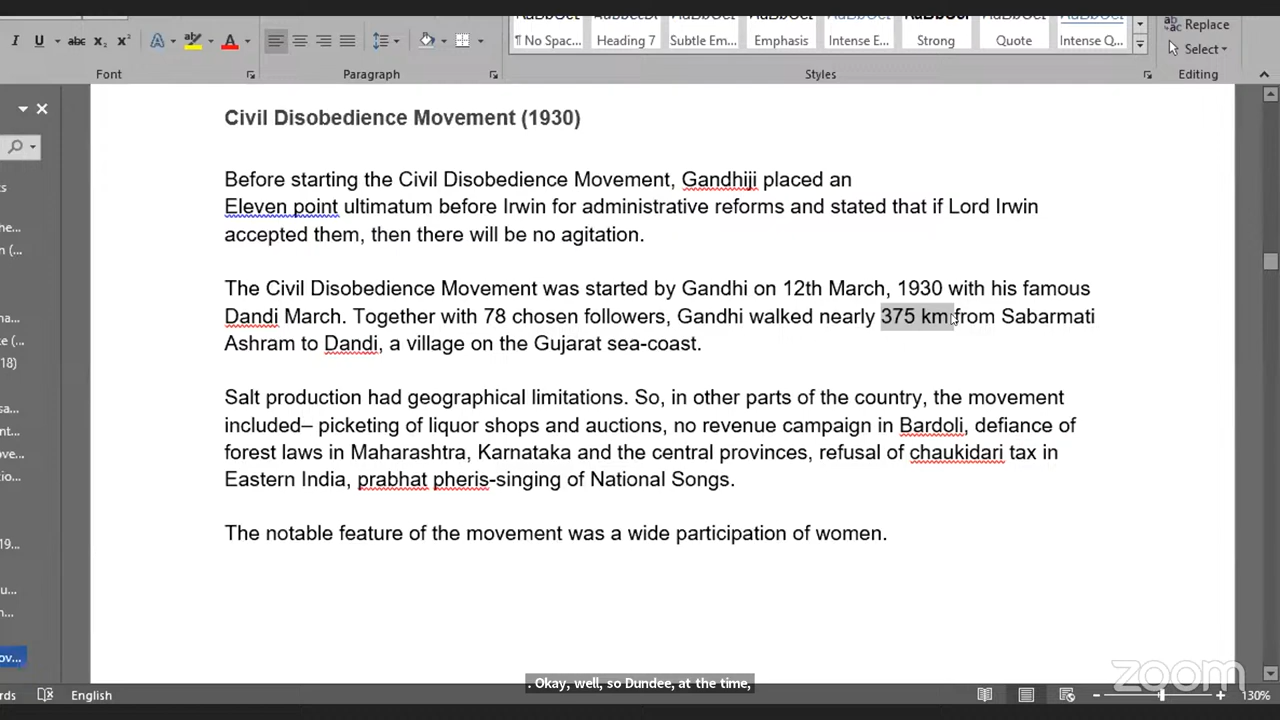 Replace
Select
I U abc x₂ x² A A
¶ No Spac... Heading 7 Subtle Em... Emphasis Intense E... Strong Quote Intense Q...
Font Paragraph Styles Editing
Civil Disobedience Movement (1930)
Before starting the Civil Disobedience Movement, Gandhiji placed an
Eleven point ultimatum before Irwin for administrative reforms and stated that if Lord Irwin
accepted them, then there will be no agitation.
The Civil Disobedience Movement was started by Gandhi on 12th March, 1930 with his famous
Dandi March. Together with 78 chosen followers, Gandhi walked nearly 375 km from Sabarmati
Ashram to Dandi, a village on the Gujarat sea-coast.
Salt production had geographical limitations. So, in other parts of the country, the movement
included– picketing of liquor shops and auctions, no revenue campaign in Bardoli, defiance of
forest laws in Maharashtra, Karnataka and the central provinces, refusal of chaukidari tax in
Eastern India, prabhat pheris-singing of National Songs.
The notable feature of the movement was a wide participation of women.
. Okay, well, so Dundee, at the time,
zoom
English 130%